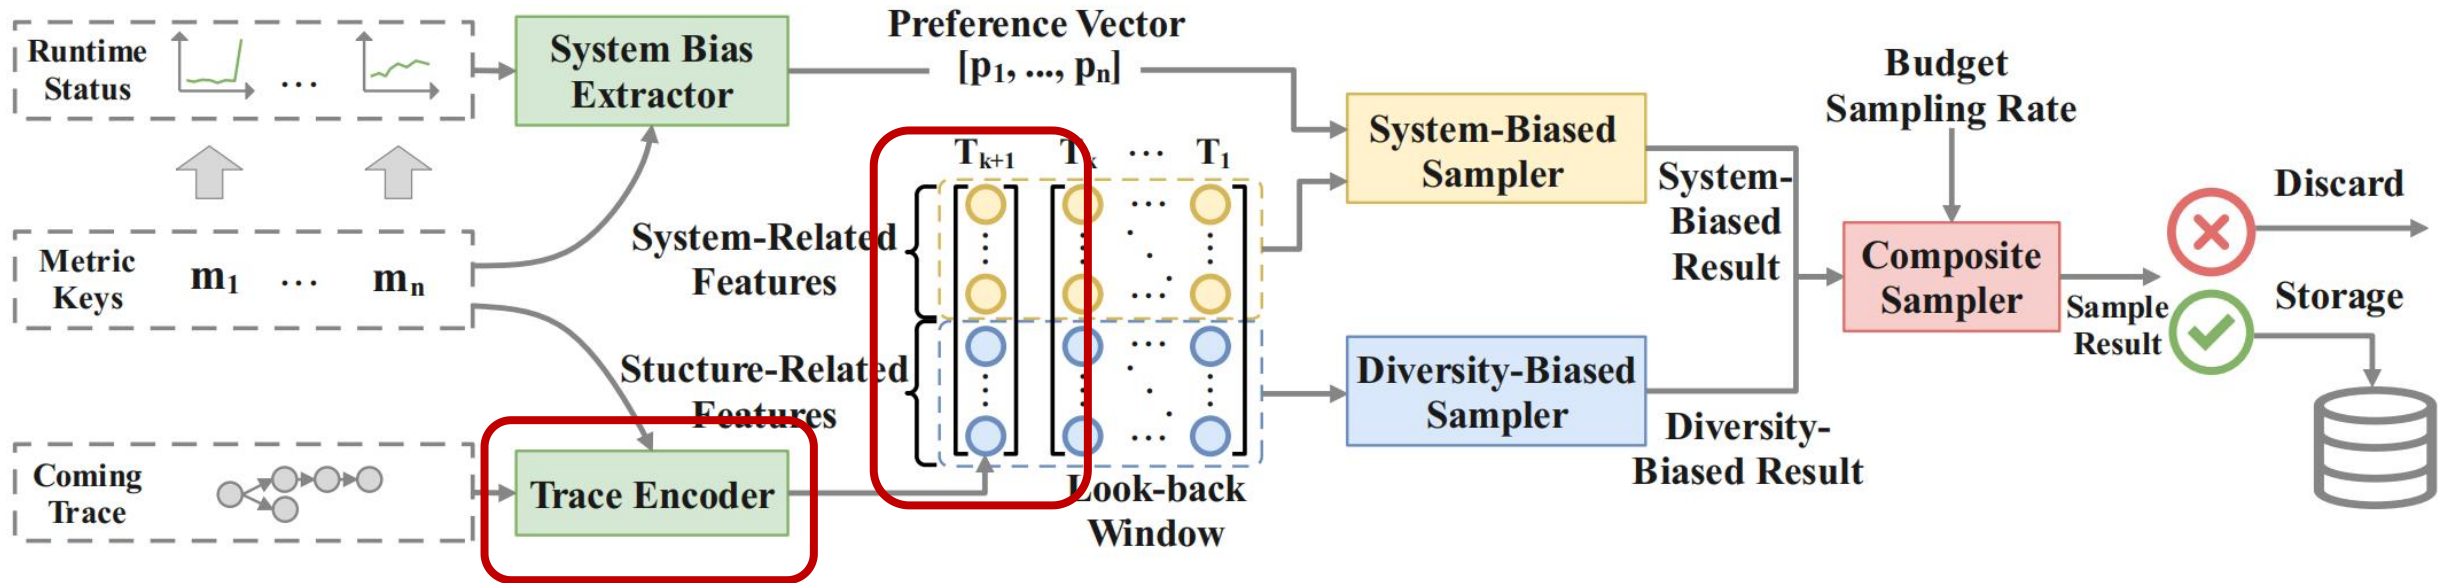 Runtime
Status
...
System Bias
Extractor
Preference Vector
[p1, ..., pn]
Budget
Sampling Rate
System-Biased
Sampler
Tk+1 Tk ... T1
System-
Biased
Result
Discard
Metric
Keys
m1 ... mn
System-Related
Features
Composite
Sampler
Sample
Result
Storage
Stucture-Related
Features
Diversity-Biased
Sampler
Diversity-
Biased Result
Coming
Trace
Trace Encoder
Look-back
Window